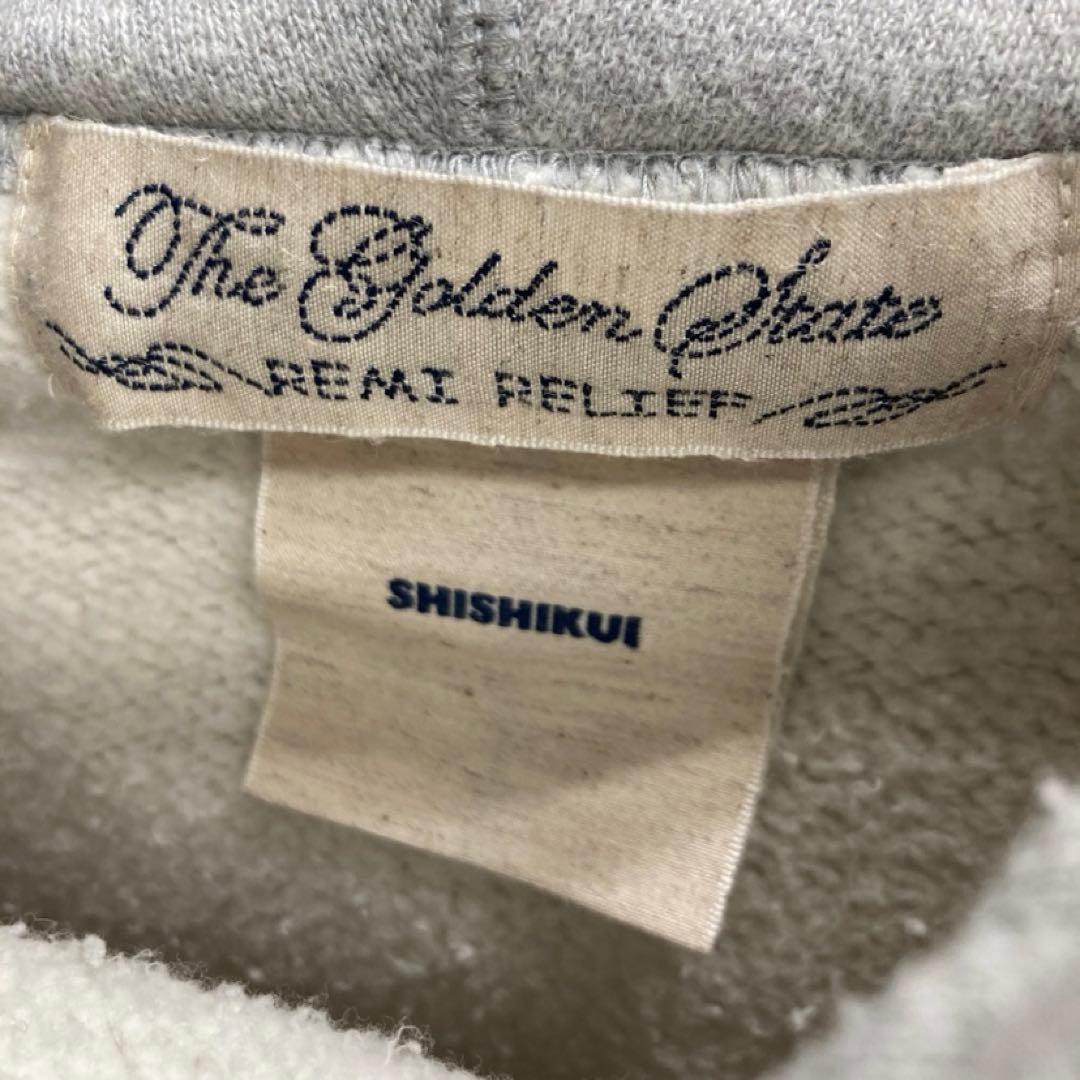 The Golden State
REMI RELIEF
SHISHIKUI